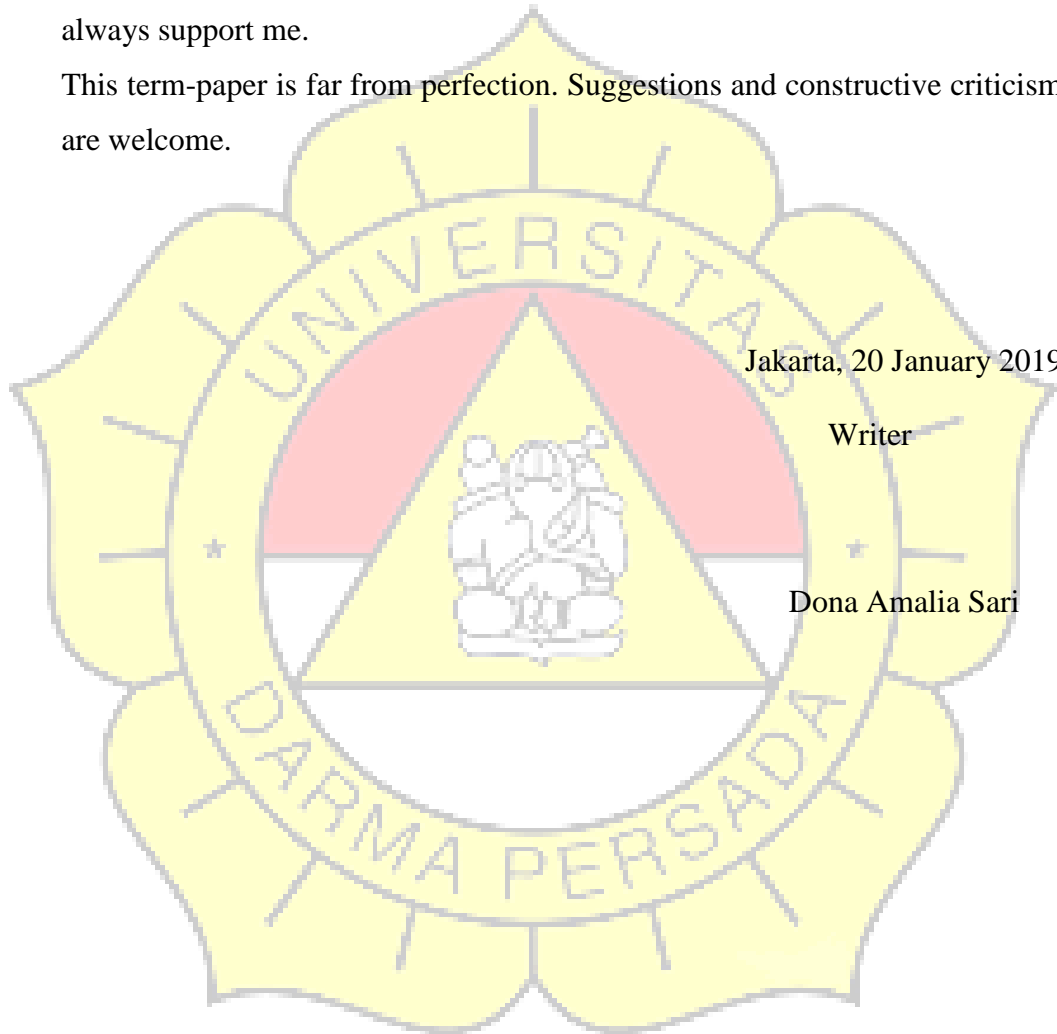 always support me.
This term-paper is far from perfection. Suggestions and constructive criticism
are welcome.
UNIVERSITAS
Jakarta, 20 January 2019
Writer
Dona Amalia Sari
DARMA PERSADA